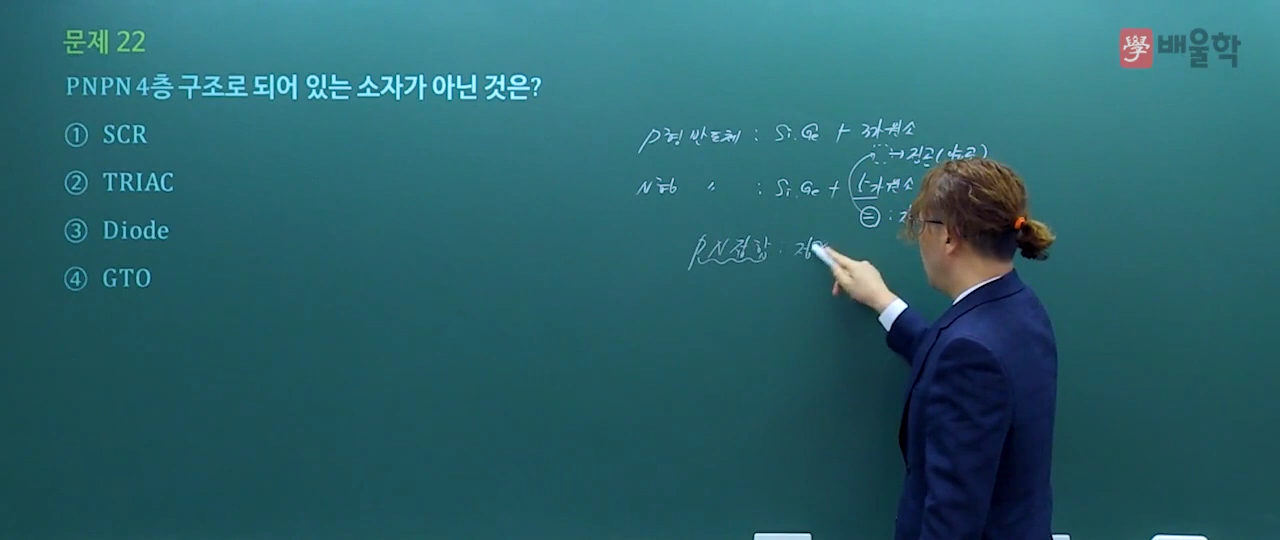 문제 22
學 배울학
PNPN 4층 구조로 되어 있는 소자가 아닌 것은?
① SCR
② TRIAC
③ Diode
④ GTO
P형 반도체 : Si. Ge + 3가 원소
→ 정공(
N형 〃 : Si. Ge + 5가 원소
PN접합 : 정